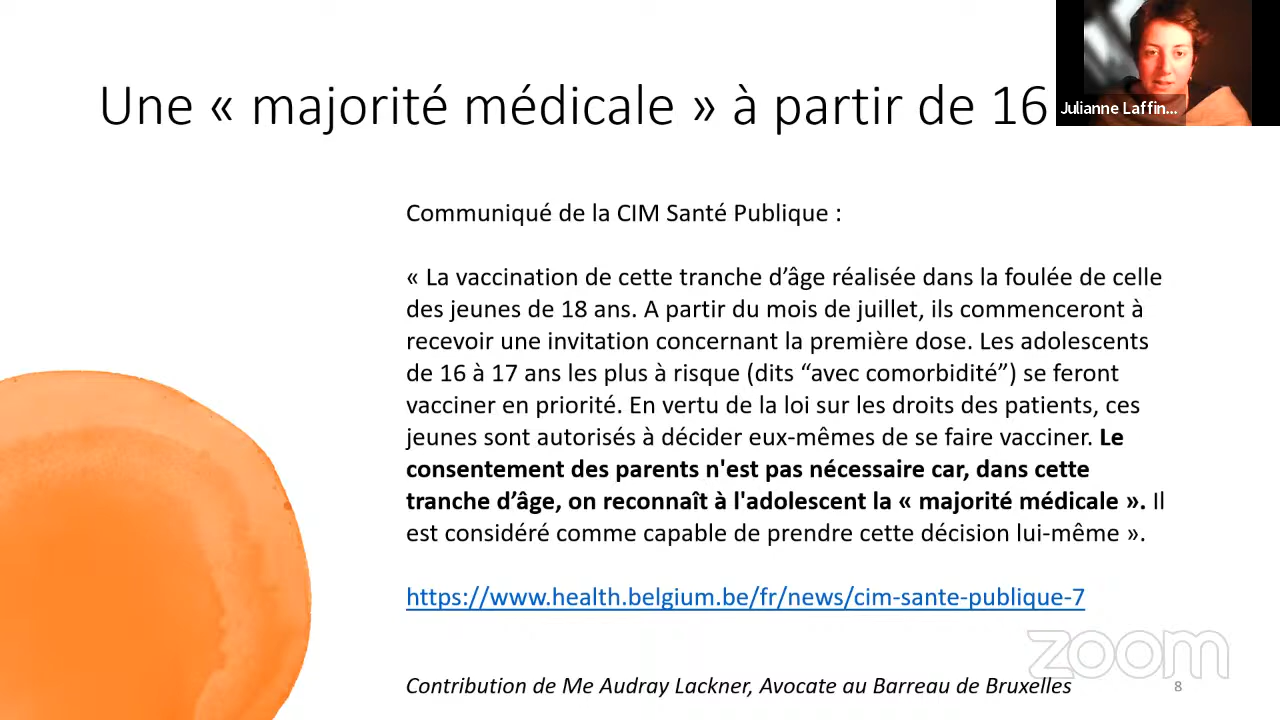 Une « majorité médicale » à partir de 16
Julianne Laffin...
Communiqué de la CIM Santé Publique :
« La vaccination de cette tranche d’âge réalisée dans la foulée de celle
des jeunes de 18 ans. A partir du mois de juillet, ils commenceront à
recevoir une invitation concernant la première dose. Les adolescents
de 16 à 17 ans les plus à risque (dits “avec comorbidité”) se feront
vacciner en priorité. En vertu de la loi sur les droits des patients, ces
jeunes sont autorisés à décider eux-mêmes de se faire vacciner. Le
consentement des parents n'est pas nécessaire car, dans cette
tranche d’âge, on reconnaît à l'adolescent la « majorité médicale ». Il
est considéré comme capable de prendre cette décision lui-même ».
https://www.health.belgium.be/fr/news/cim-sante-publique-7
zoom
Contribution de Me Audray Lackner, Avocate au Barreau de Bruxelles
8